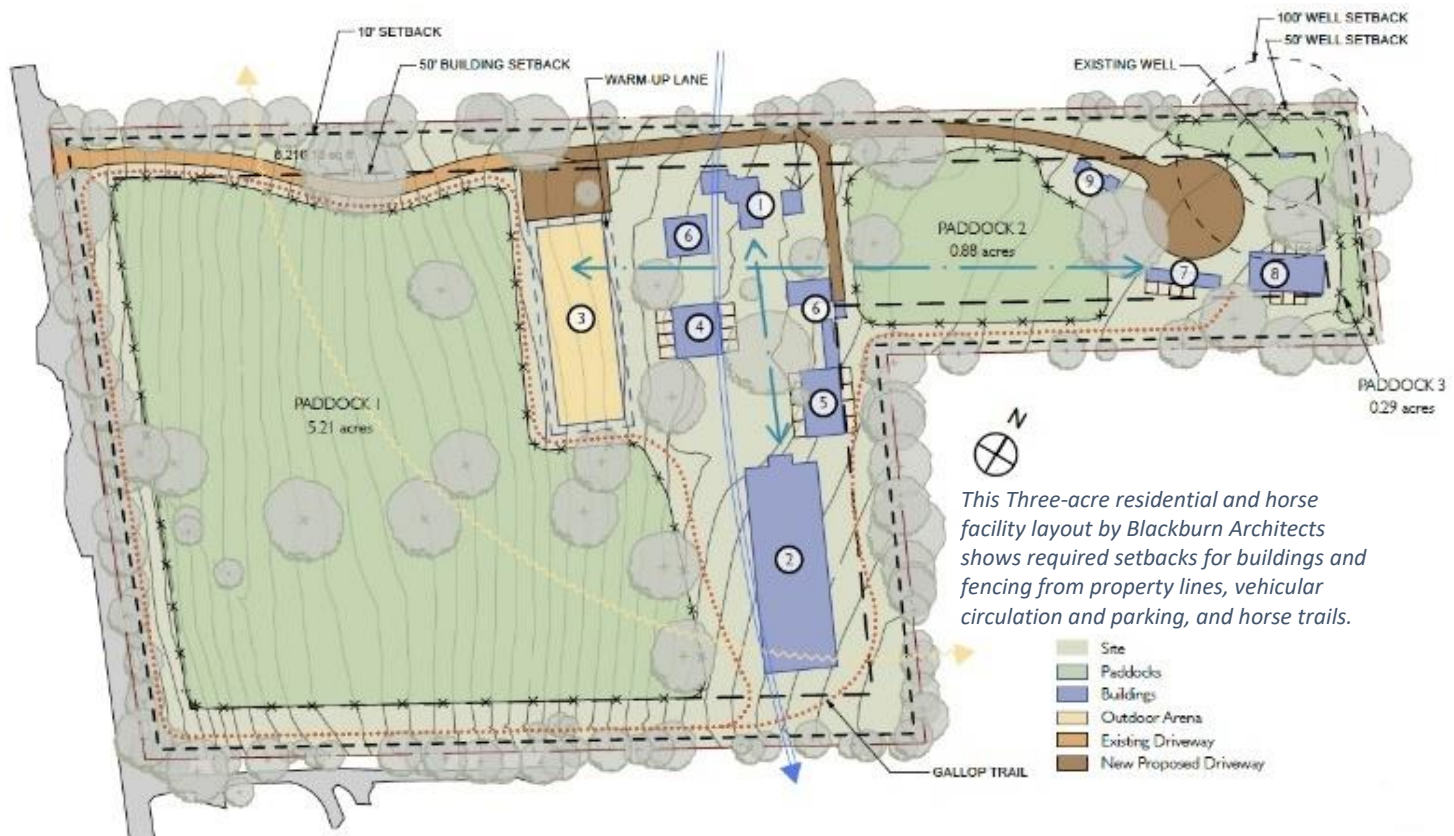 100' WELL SETBACK
10' SETBACK
50' WELL SETBACK
50' BUILDING SETBACK
EXISTING WELL
WARM-UP LANE
9
1
6
PADDOCK 2
0.88 acres
7
8
3
4
6
PADDOCK 1
5.21 acres
5
PADDOCK 3
0.29 acres
N
This Three-acre residential and horse
facility layout by Blackburn Architects
shows required setbacks for buildings and
fencing from property lines, vehicular
circulation and parking, and horse trails.
2
Site
Paddocks
Buildings
Outdoor Arena
Existing Driveway
New Proposed Driveway
GALLOP TRAIL